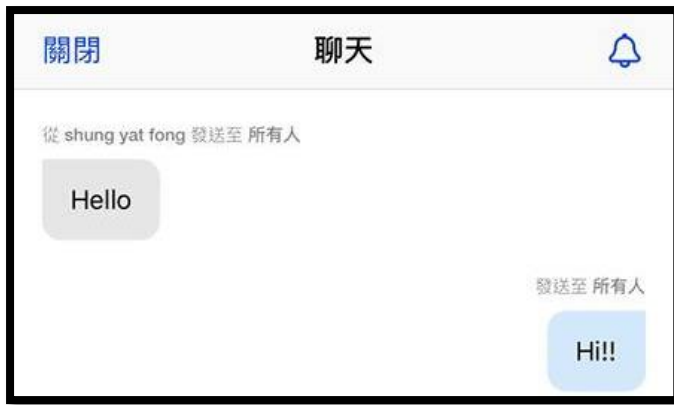 關閉 聊天
從 shung yat fong 發送至 所有人
Hello
發送至 所有人
Hi!!